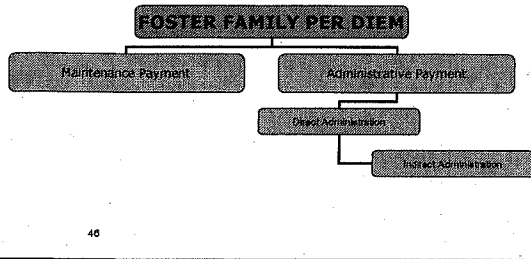 FOSTER FAMILY PER DIEM
Maintenance Payment
Administrative Payment
Direct Administration
Indirect Administration
46